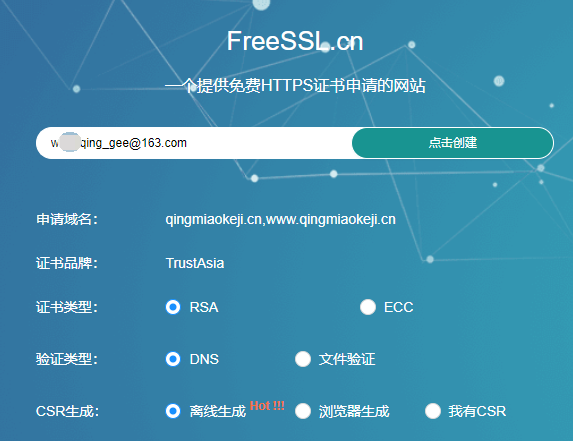 FreeSSL.cn
一个提供免费HTTPS证书申请的网站
qing_gee@163.com 点击创建
申请域名： qingmiaokeji.cn,www.qingmiaokeji.cn
证书品牌： TrustAsia
证书类型： RSA ECC
验证类型： DNS 文件验证
CSR生成： 离线生成 Hot !!! 浏览器生成 我有CSR